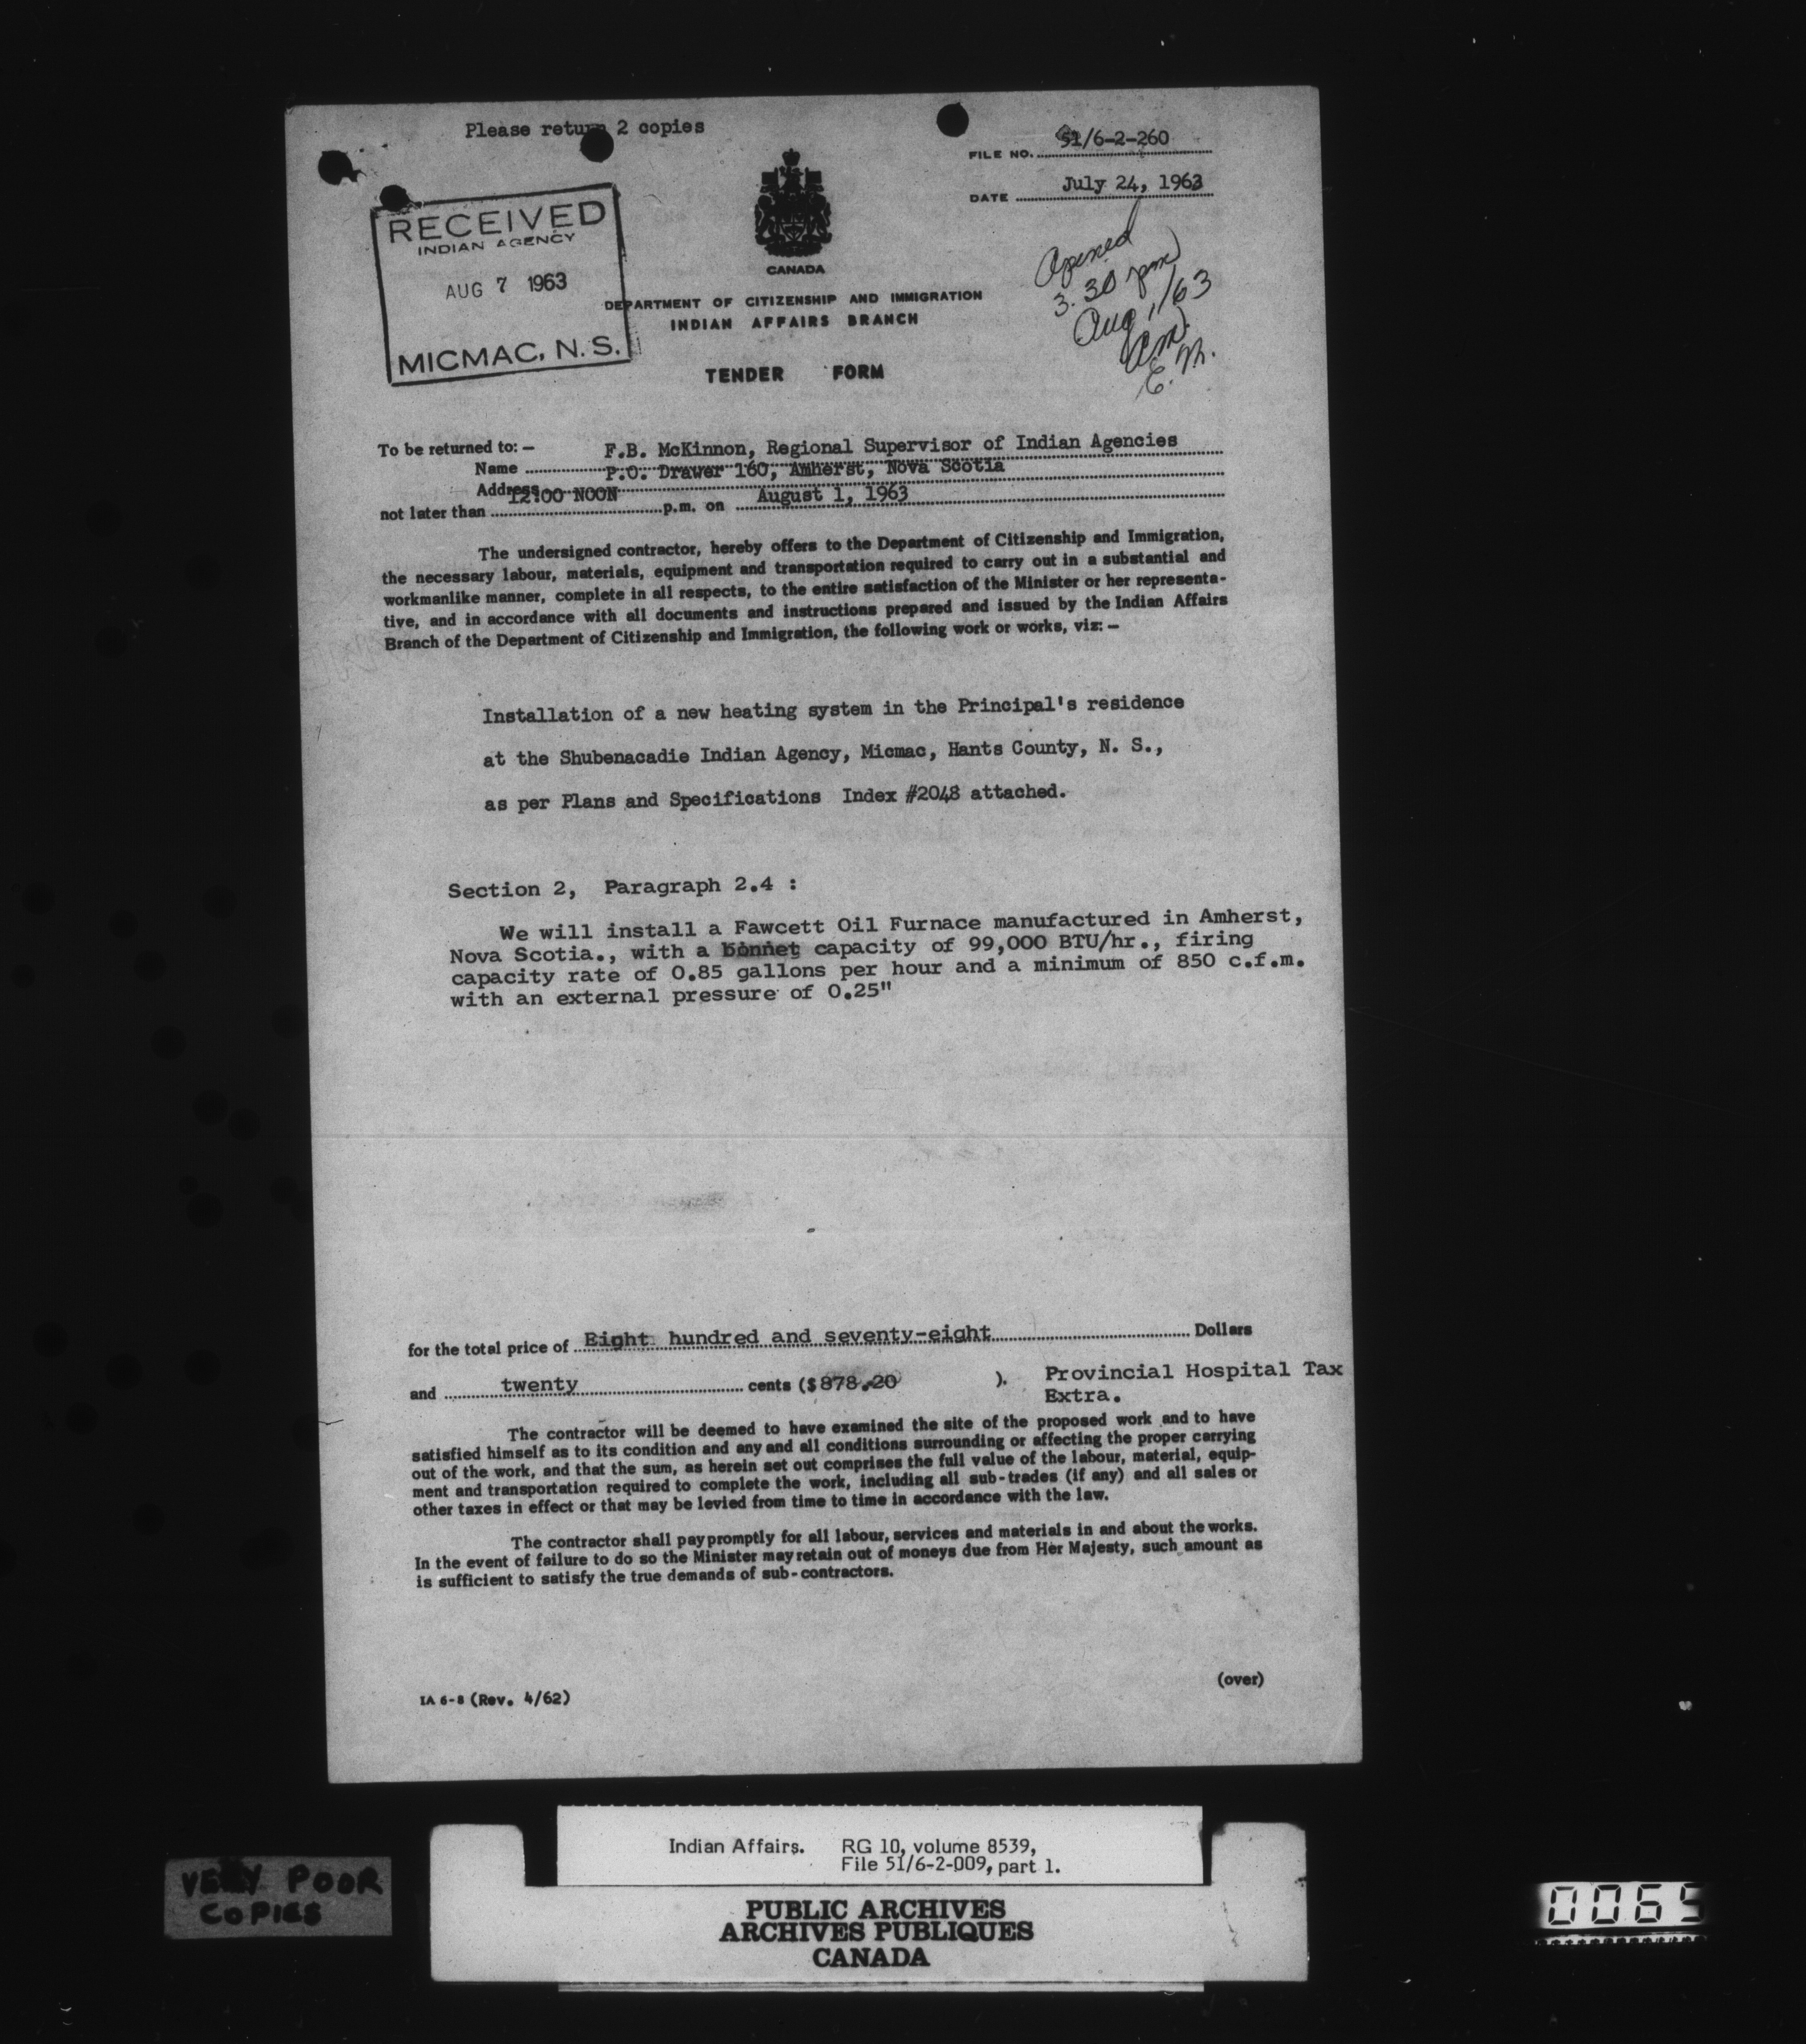 Please return 2 copies
FILE NO. 51/6-2-260
DATE July 24, 1963
RECEIVED
INDIAN AGENCY
AUG 7 1963
MICMAC, N.S.
CANADA
DEPARTMENT OF CITIZENSHIP AND IMMIGRATION
INDIAN AFFAIRS BRANCH
TENDER FORM
Opened
3.30 pm
Aug 1/63
E.M.
To be returned to: —
Name F.B. McKinnon, Regional Supervisor of Indian Agencies
Address P.O. Drawer 160, Amherst, Nova Scotia
not later than 12:00 NOON p.m. on August 1, 1963
The undersigned contractor, hereby offers to the Department of Citizenship and Immigration,
the necessary labour, materials, equipment and transportation required to carry out in a substantial and
workmanlike manner, complete in all respects, to the entire satisfaction of the Minister or her representa-
tive, and in accordance with all documents and instructions prepared and issued by the Indian Affairs
Branch of the Department of Citizenship and Immigration, the following work or works, viz: —
Installation of a new heating system in the Principal's residence
at the Shubenacadie Indian Agency, Micmac, Hants County, N. S.,
as per Plans and Specifications Index #2048 attached.
Section 2, Paragraph 2.4 :
We will install a Fawcett Oil Furnace manufactured in Amherst,
Nova Scotia., with a bonnet capacity of 99,000 BTU/hr., firing
capacity rate of 0.85 gallons per hour and a minimum of 850 c.f.m.
with an external pressure of 0.25"
for the total price of Eight hundred and seventy-eight Dollars
and twenty cents ($878.20 ). Provincial Hospital Tax
Extra.
The contractor will be deemed to have examined the site of the proposed work and to have
satisfied himself as to its condition and any and all conditions surrounding or affecting the proper carrying
out of the work, and that the sum, as herein set out comprises the full value of the labour, material, equip-
ment and transportation required to complete the work, including all sub-trades (if any) and all sales or
other taxes in effect or that may be levied from time to time in accordance with the law.
The contractor shall pay promptly for all labour, services and materials in and about the works.
In the event of failure to do so the Minister may retain out of moneys due from Her Majesty, such amount as
is sufficient to satisfy the true demands of sub-contractors.
(over)
IA 6-8 (Rev. 4/62)
Indian Affairs. RG 10, volume 8539,
File 51/6-2-009, part 1.
VERY POOR
COPIES
PUBLIC ARCHIVES
ARCHIVES PUBLIQUES
CANADA
0065